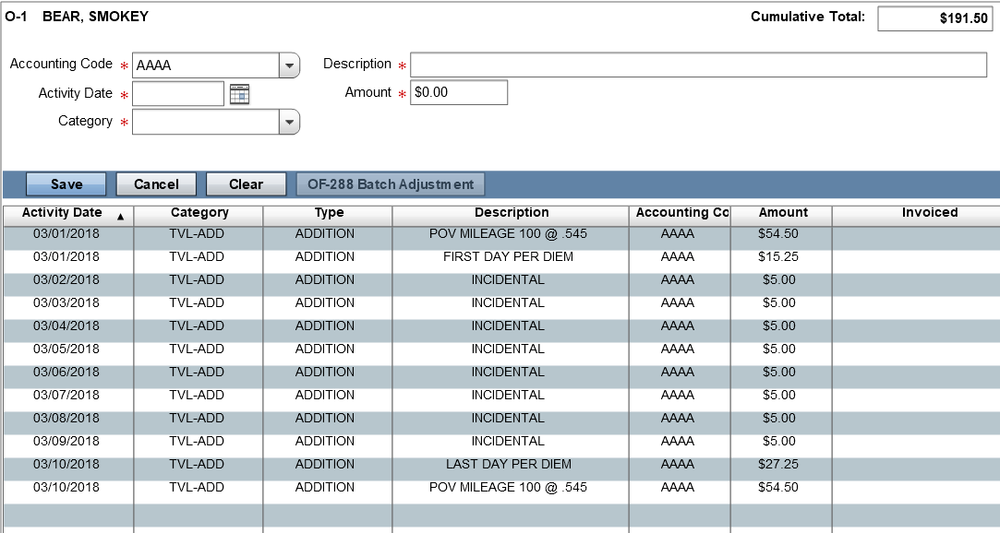 O-1 BEAR, SMOKEY Cumulative Total: $191.50
Accounting Code * AAAA Description *
Activity Date * Amount * $0.00
Category *
Save Cancel Clear OF-288 Batch Adjustment
Activity Date ▲ Category Type Description Accounting Co Amount Invoiced
03/01/2018 TVL-ADD ADDITION POV MILEAGE 100 @ .545 AAAA $54.50
03/01/2018 TVL-ADD ADDITION FIRST DAY PER DIEM AAAA $15.25
03/02/2018 TVL-ADD ADDITION INCIDENTAL AAAA $5.00
03/03/2018 TVL-ADD ADDITION INCIDENTAL AAAA $5.00
03/04/2018 TVL-ADD ADDITION INCIDENTAL AAAA $5.00
03/05/2018 TVL-ADD ADDITION INCIDENTAL AAAA $5.00
03/06/2018 TVL-ADD ADDITION INCIDENTAL AAAA $5.00
03/07/2018 TVL-ADD ADDITION INCIDENTAL AAAA $5.00
03/08/2018 TVL-ADD ADDITION INCIDENTAL AAAA $5.00
03/09/2018 TVL-ADD ADDITION INCIDENTAL AAAA $5.00
03/10/2018 TVL-ADD ADDITION LAST DAY PER DIEM AAAA $27.25
03/10/2018 TVL-ADD ADDITION POV MILEAGE 100 @ .545 AAAA $54.50